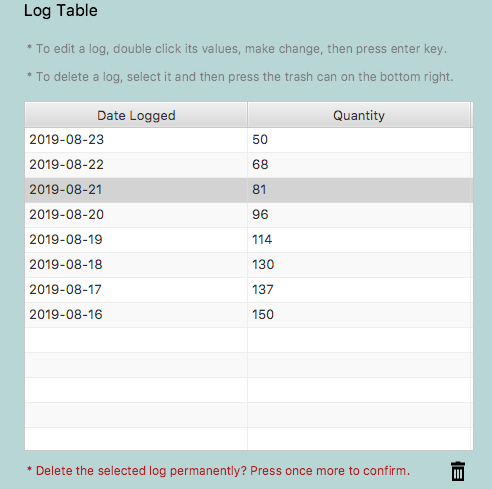 Log Table
* To edit a log, double click its values, make change, then press enter key.
* To delete a log, select it and then press the trash can on the bottom right.
Date Logged Quantity
2019-08-23 50
2019-08-22 68
2019-08-21 81
2019-08-20 96
2019-08-19 114
2019-08-18 130
2019-08-17 137
2019-08-16 150
* Delete the selected log permanently? Press once more to confirm.